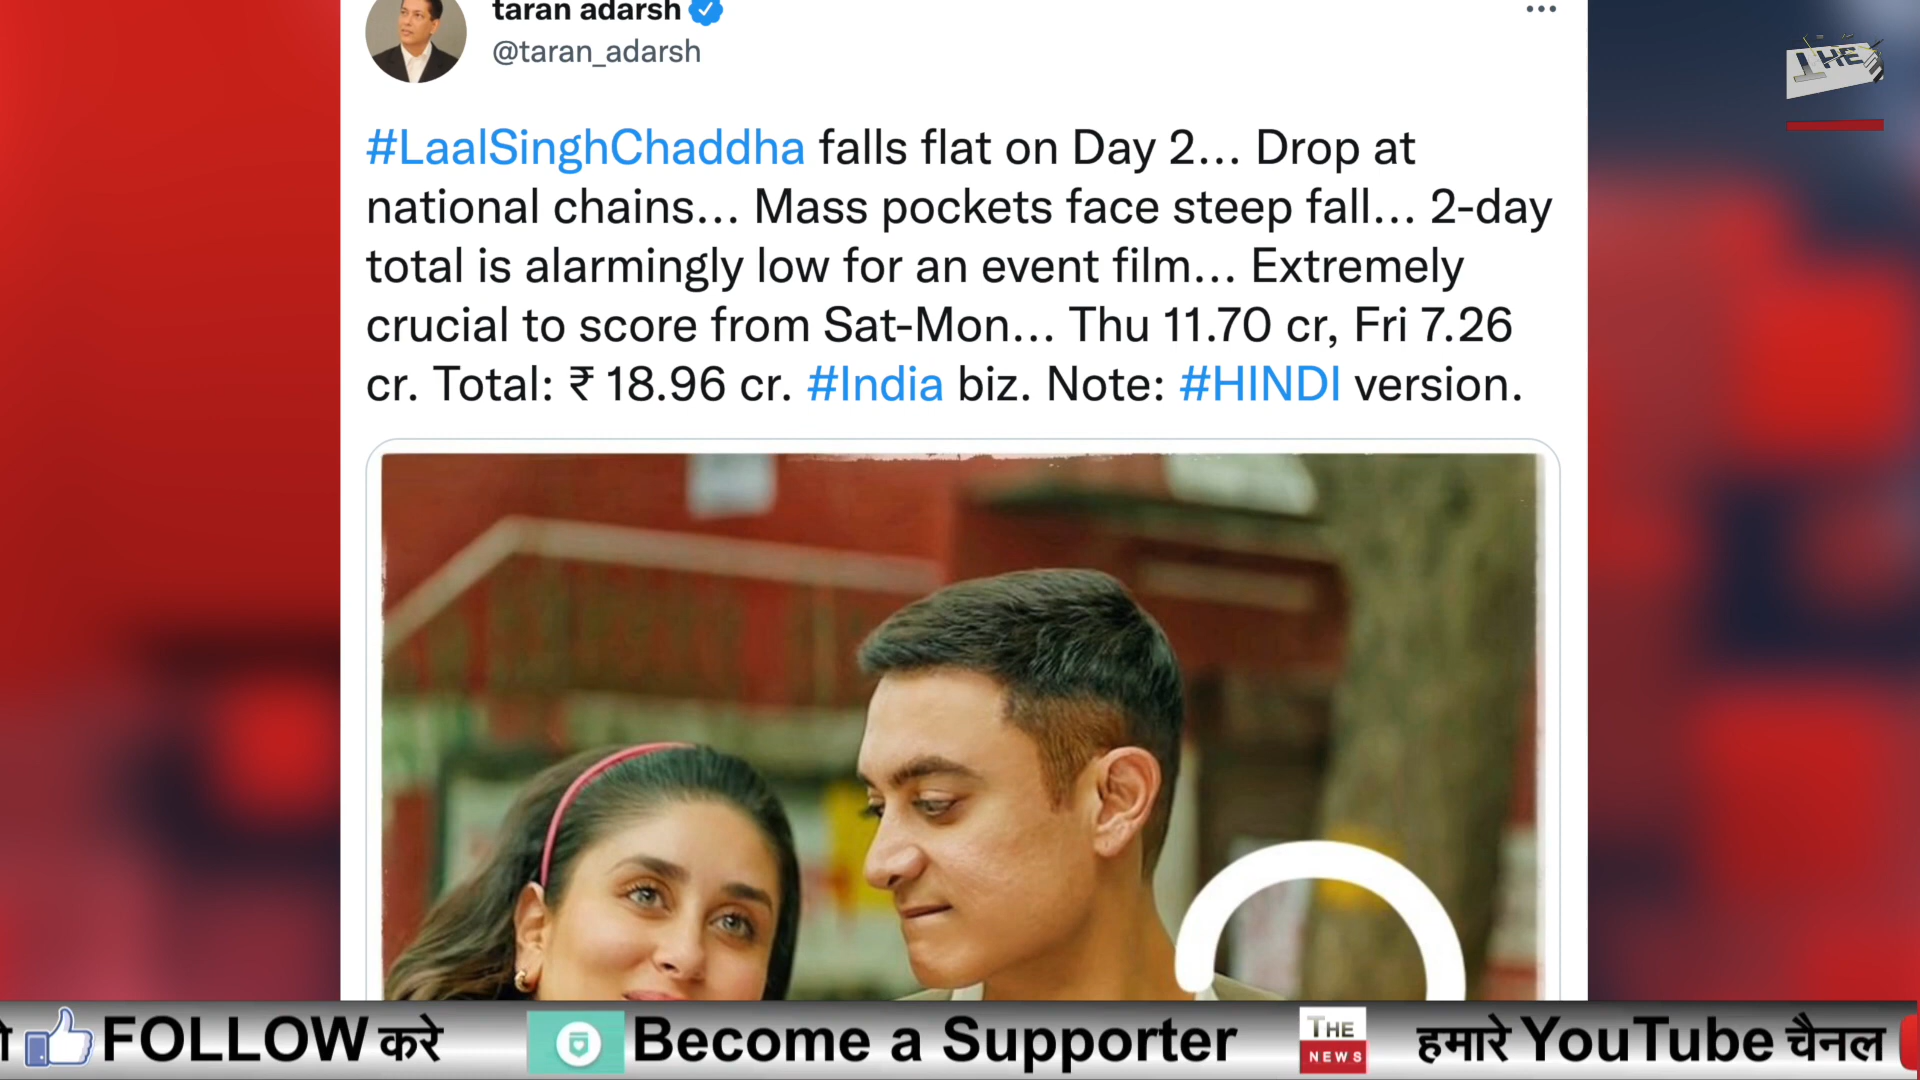 taran adarsh
@taran_adarsh
THE
#LaalSinghChaddha falls flat on Day 2... Drop at
national chains... Mass pockets face steep fall... 2-day
total is alarmingly low for an event film... Extremely
crucial to score from Sat-Mon... Thu 11.70 cr, Fri 7.26
cr. Total: ₹ 18.96 cr. #India biz. Note: #HINDI version.
FOLLOW करे Become a Supporter THE NEWS हमारे YouTube चैनल